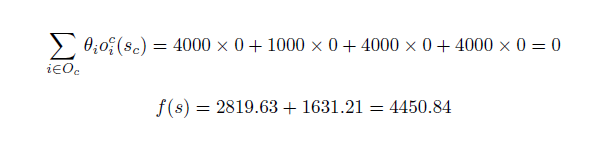 ∑_{i∈O_c} θ_i o_i^c(s_c) = 4000 × 0 + 1000 × 0 + 4000 × 0 + 4000 × 0 = 0
f(s) = 2819.63 + 1631.21 = 4450.84